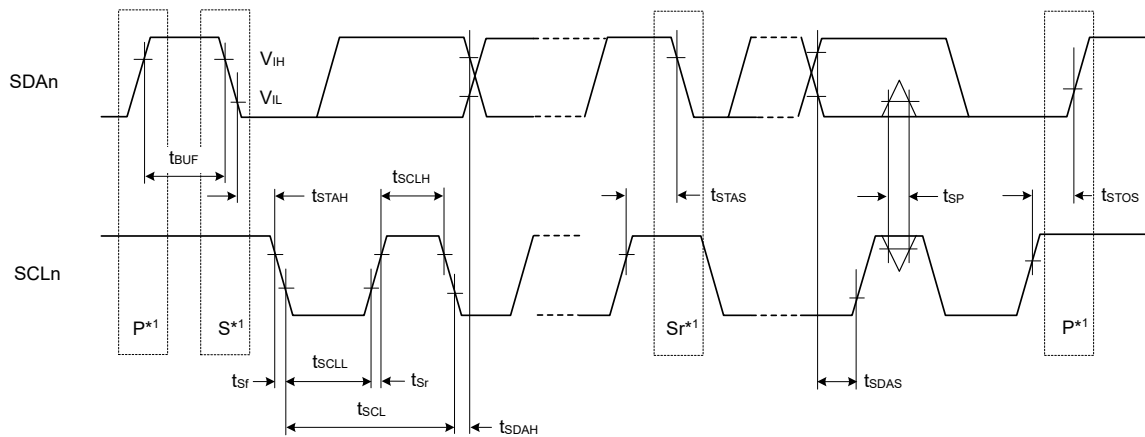 SDAn
VIH
VIL
tBUF
tSTAH
tSCLH
tSTAS
tSP
tSTOS
SCLn
P*1
S*1
Sr*1
P*1
tSf
tSCLL
tSr
tSDAS
tSCL
tSDAH